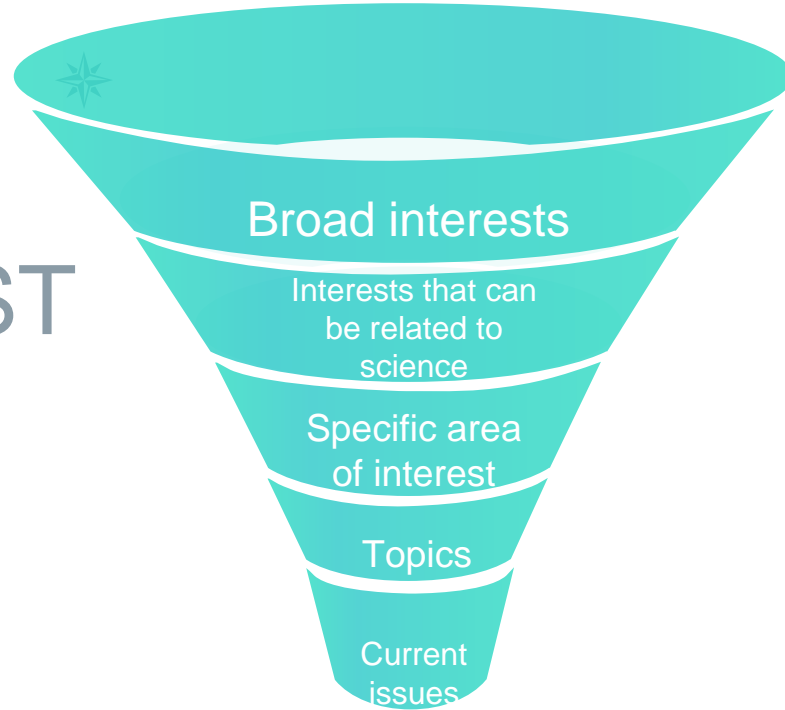 ST
Broad interests
Interests that can
be related to
science
Specific area
of interest
Topics
Current
issues